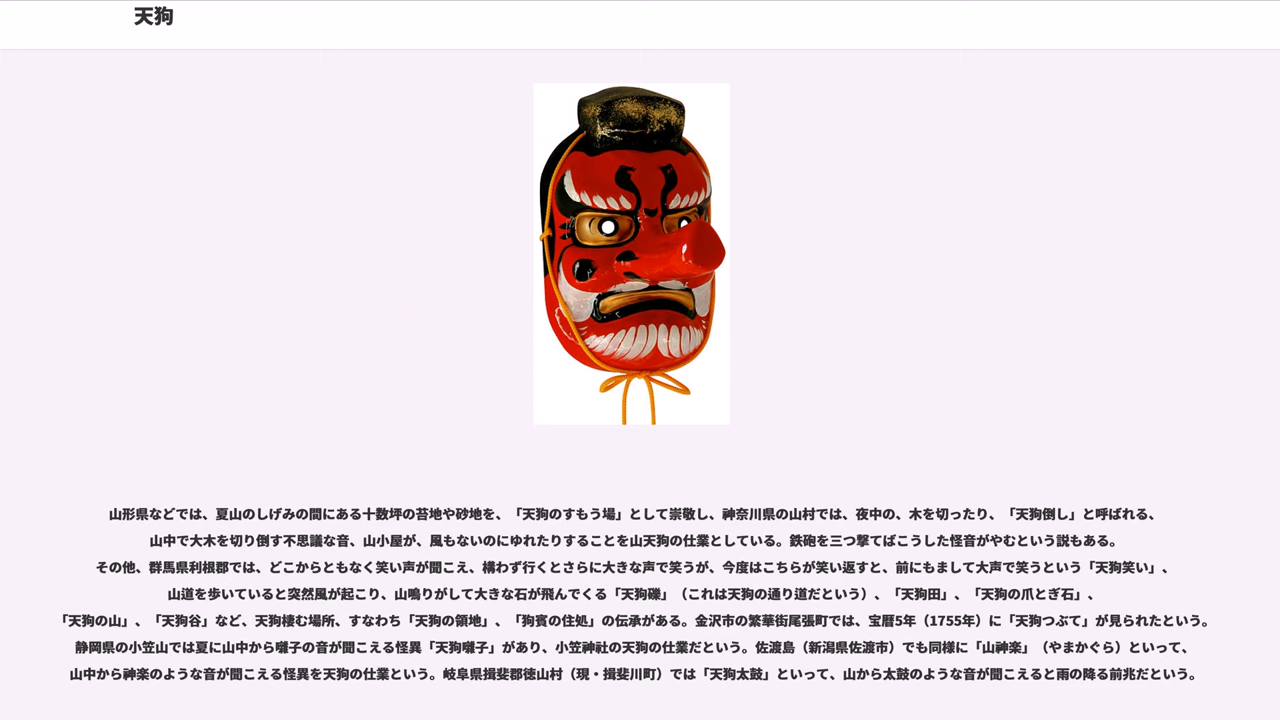 天狗
山形県などでは、夏山のしげみの間にある十数坪の苔地や砂地を、「天狗のすもう場」として崇敬し、神奈川県の山村では、夜中の、木を切ったり、「天狗倒し」と呼ばれる、
山中で大木を切り倒す不思議な音、山小屋が、風もないのにゆれたりすることを山天狗の仕業としている。鉄砲を三つ撃てばこうした怪音がやむという説もある。
その他、群馬県利根郡では、どこからともなく笑い声が聞こえ、構わず行くとさらに大きな声で笑うが、今度はこちらが笑い返すと、前にもまして大声で笑うという「天狗笑い」、
山道を歩いていると突然風が起こり、山鳴りがして大きな石が飛んでくる「天狗礫」（これは天狗の通り道だという）、「天狗田」、「天狗の爪とぎ石」、
「天狗の山」、「天狗谷」など、天狗棲む場所、すなわち「天狗の領地」、「狗賓の住処」の伝承がある。金沢市の繁華街尾張町では、宝暦5年（1755年）に「天狗つぶて」が見られたという。
静岡県の小笠山では夏に山中から囃子の音が聞こえる怪異「天狗囃子」があり、小笠神社の天狗の仕業だという。佐渡島（新潟県佐渡市）でも同様に「山神楽」（やまかぐら）といって、
山中から神楽のような音が聞こえる怪異を天狗の仕業という。岐阜県揖斐郡徳山村（現・揖斐川町）では「天狗太鼓」といって、山から太鼓のような音が聞こえると雨の降る前兆だという。